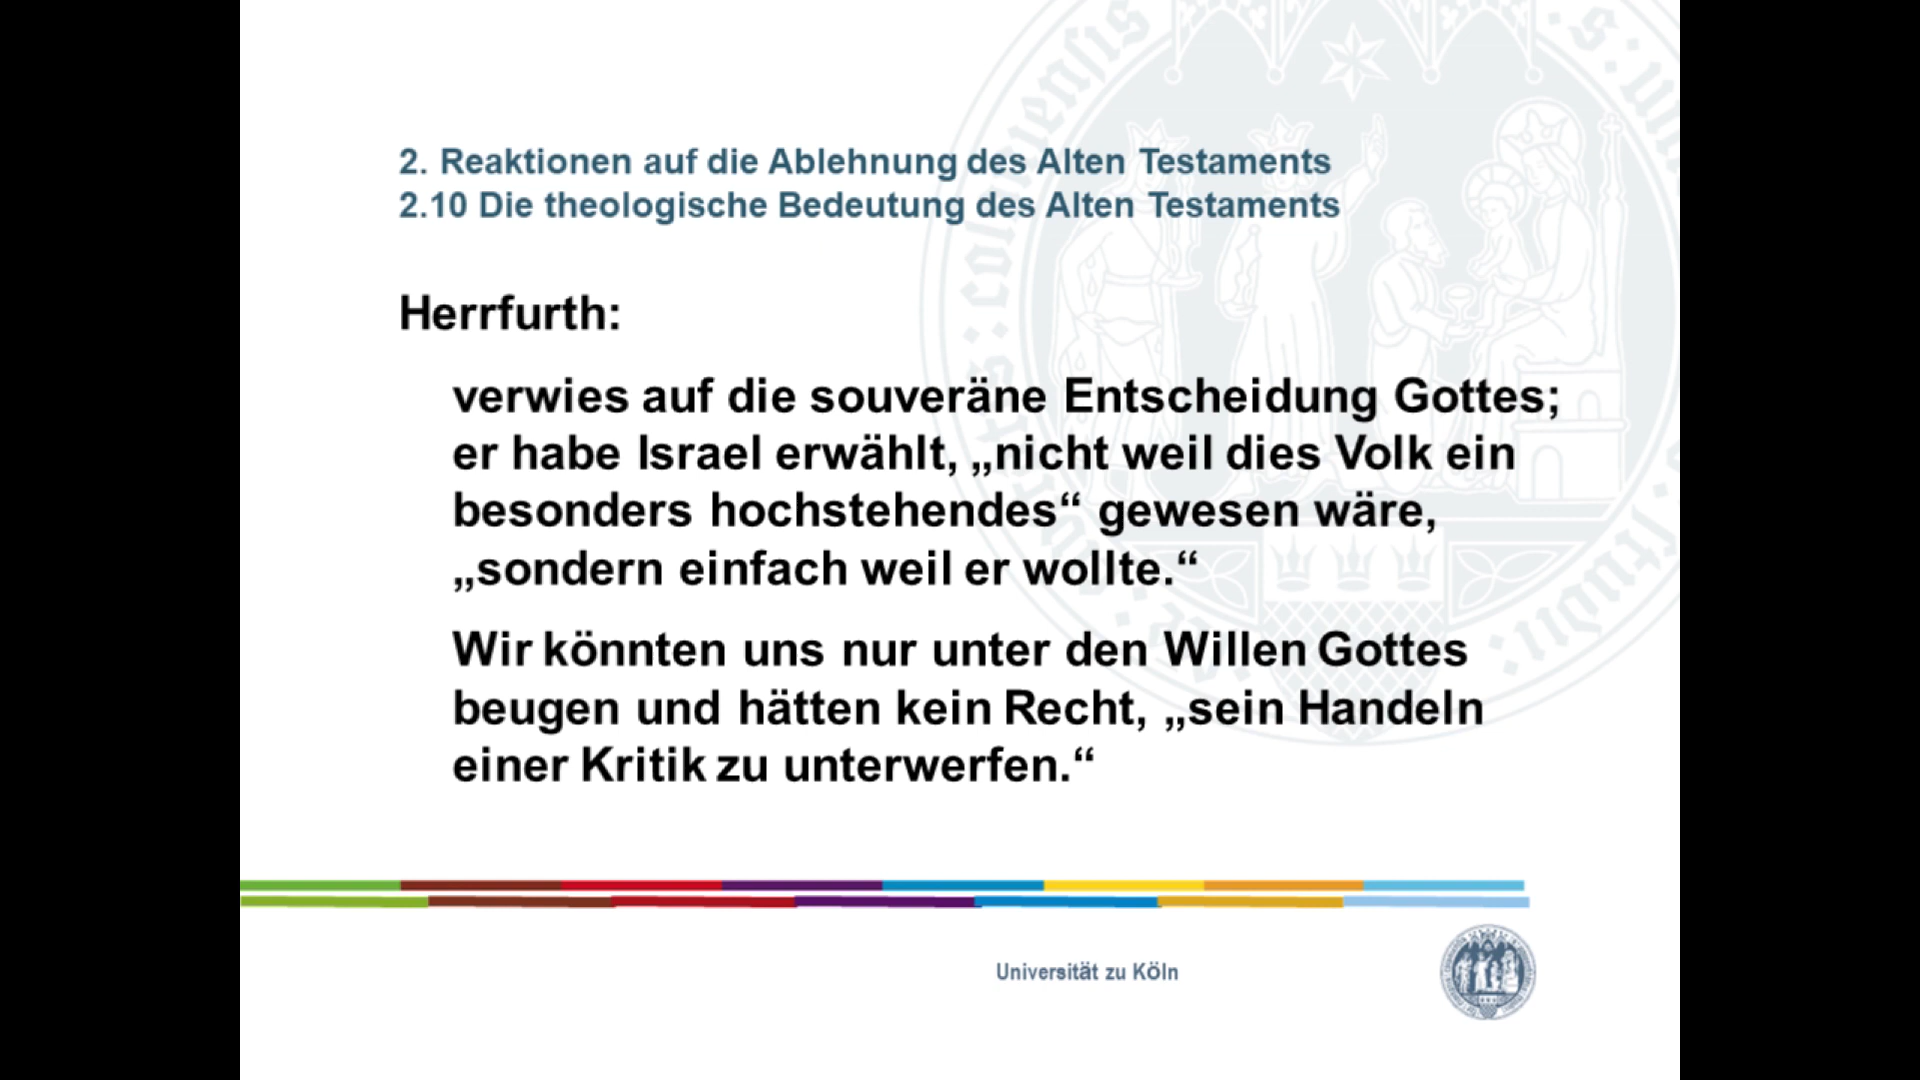 2. Reaktionen auf die Ablehnung des Alten Testaments
2.10 Die theologische Bedeutung des Alten Testaments
Herrfurth:
verwies auf die souveräne Entscheidung Gottes;
er habe Israel erwählt, „nicht weil dies Volk ein
besonders hochstehendes“ gewesen wäre,
„sondern einfach weil er wollte.“
Wir könnten uns nur unter den Willen Gottes
beugen und hätten kein Recht, „sein Handeln
einer Kritik zu unterwerfen.“
Universität zu Köln